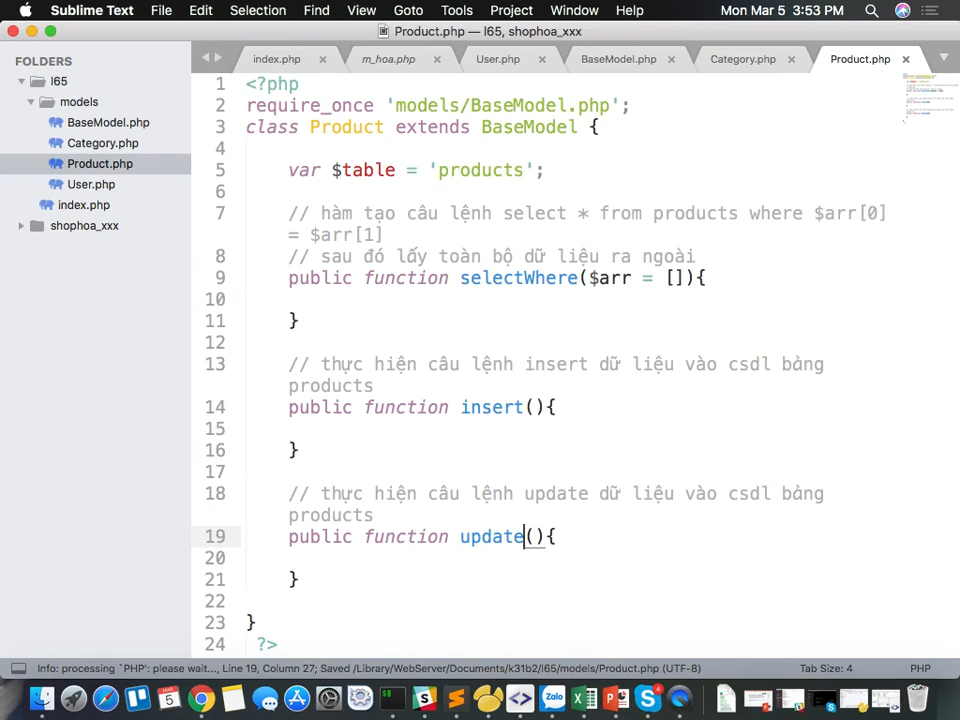 Sublime Text File Edit Selection Find View Goto Tools Project Window Help Mon Mar 5 3:53 PM
Product.php — l65, shophoa_xxx
FOLDERS
l65
models
BaseModel.php
Category.php
Product.php
User.php
index.php
shophoa_xxx
index.php × m_hoa.php × User.php × BaseModel.php × Category.php × Product.php ×
1 <?php
2 require_once 'models/BaseModel.php';
3 class Product extends BaseModel {
4
5 var $table = 'products';
6
7 // hàm tạo câu lệnh select * from products where $arr[0]
= $arr[1]
8 // sau đó lấy toàn bộ dữ liệu ra ngoài
9 public function selectWhere($arr = []){
10
11 }
12
13 // thực hiện câu lệnh insert dữ liệu vào csdl bảng
products
14 public function insert(){
15
16 }
17
18 // thực hiện câu lệnh update dữ liệu vào csdl bảng
products
19 public function update(){
20
21 }
22
23 }
24 ?>
Info: processing `PHP': please wait..., Line 19, Column 27; Saved /Library/WebServer/Documents/k31b2/l65/models/Product.php (UTF-8) Tab Size: 4 PHP